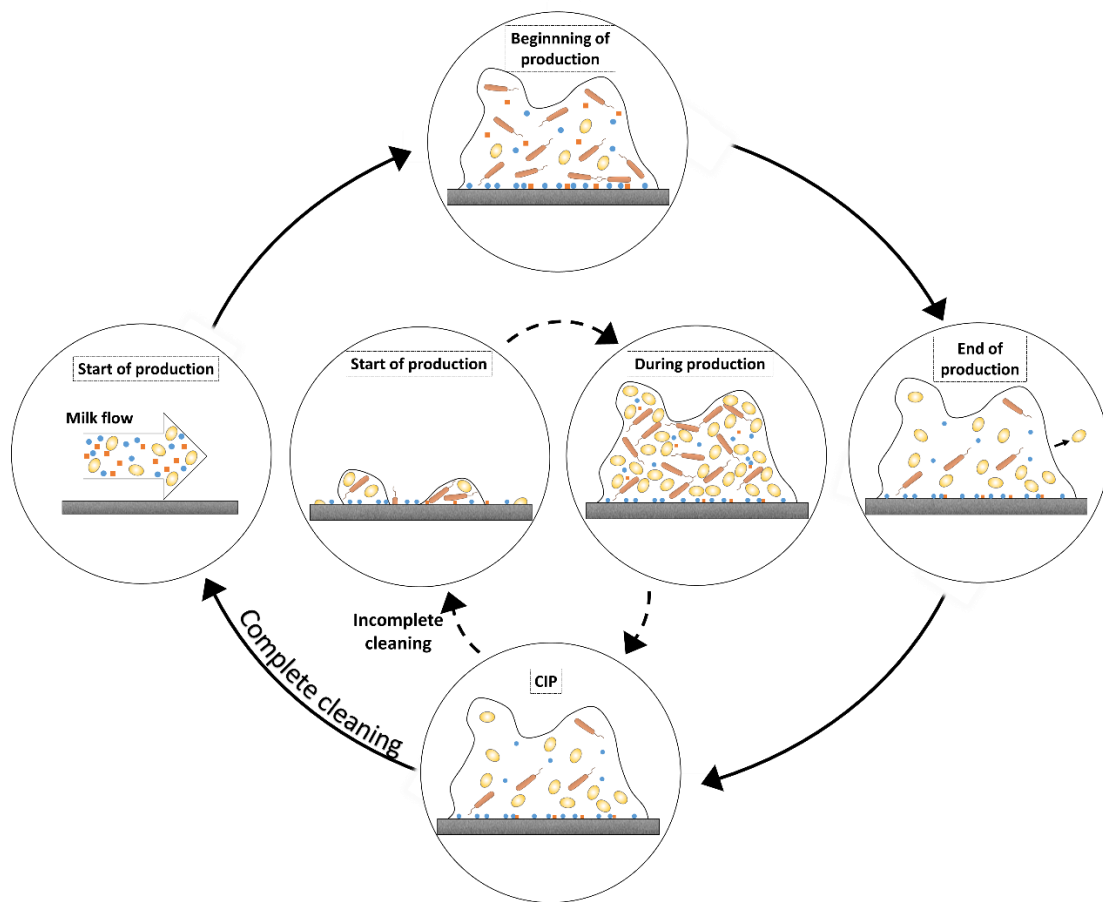 Beginnning of
production
Start of production
Milk flow
Start of production
During production
End of
production
Incomplete
cleaning
Complete cleaning
CIP